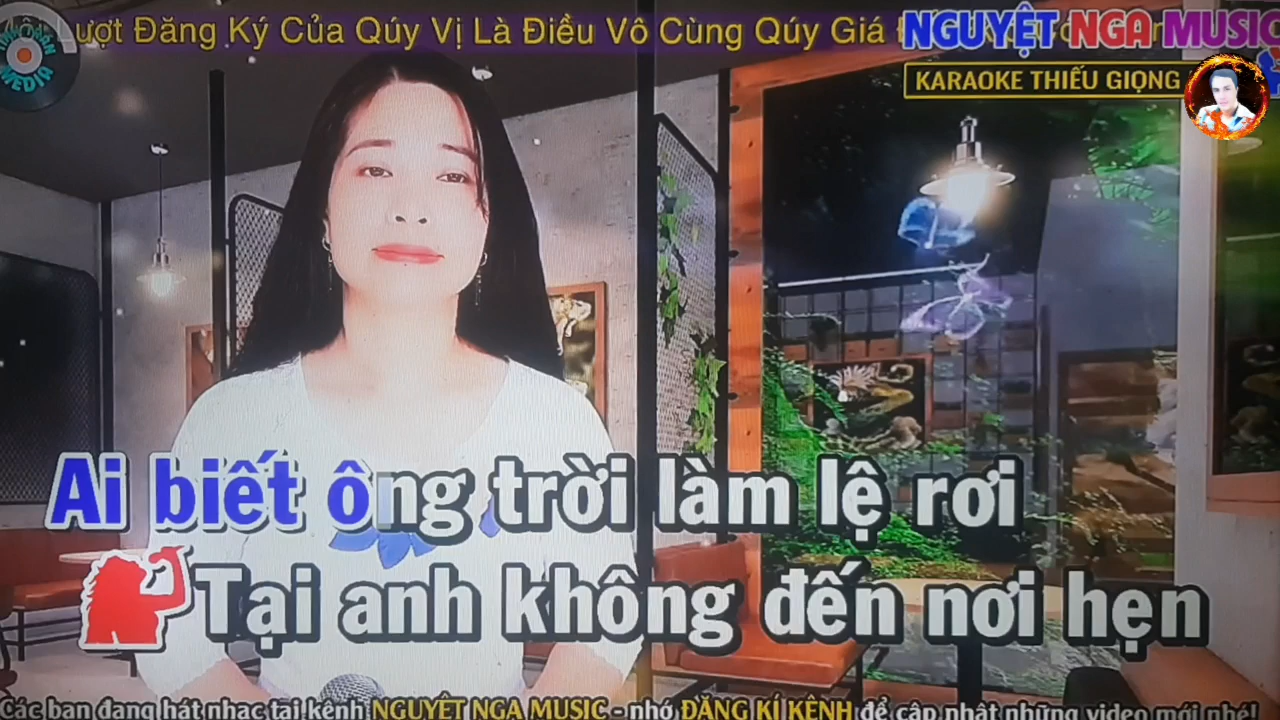 Lượt Đăng Ký Của Qúy Vị Là Điều Vô Cùng Qúy Giá
NGUYỆT NGA MUSIC
MEDIA
KARAOKE THIẾU GIỌNG
Ai biết ông trời làm lệ rơi
Tại anh không đến nơi hẹn
Các bạn đang hát nhạc tại kênh NGUYỆT NGA MUSIC - nhớ ĐĂNG KÍ KÊNH để cập nhật những video mới nhé!